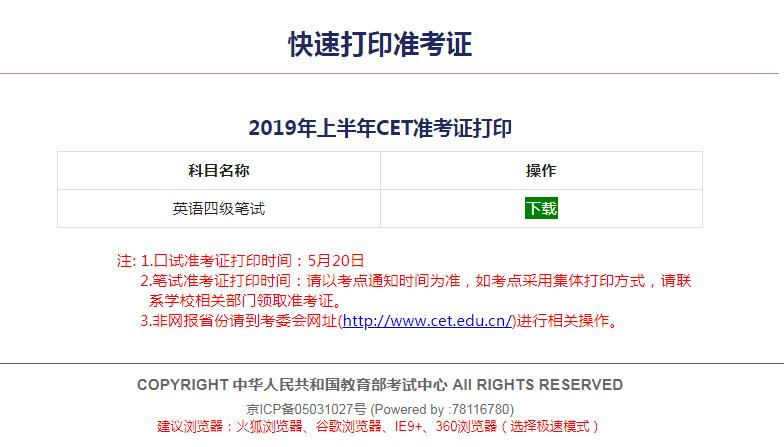 快速打印准考证
2019年上半年CET准考证打印
科目名称 操作
英语四级笔试 下载
注: 1.口试准考证打印时间：5月20日
2.笔试准考证打印时间：请以考点通知时间为准，如考点采用集体打印方式，请联
系学校相关部门领取准考证。
3.非网报省份请到考委会网址(http://www.cet.edu.cn/)进行相关操作。
COPYRIGHT 中华人民共和国教育部考试中心 All RIGHTS RESERVED
京ICP备05031027号 (Powered by :78116780)
建议浏览器：火狐浏览器、谷歌浏览器、IE9+、360浏览器（选择极速模式）